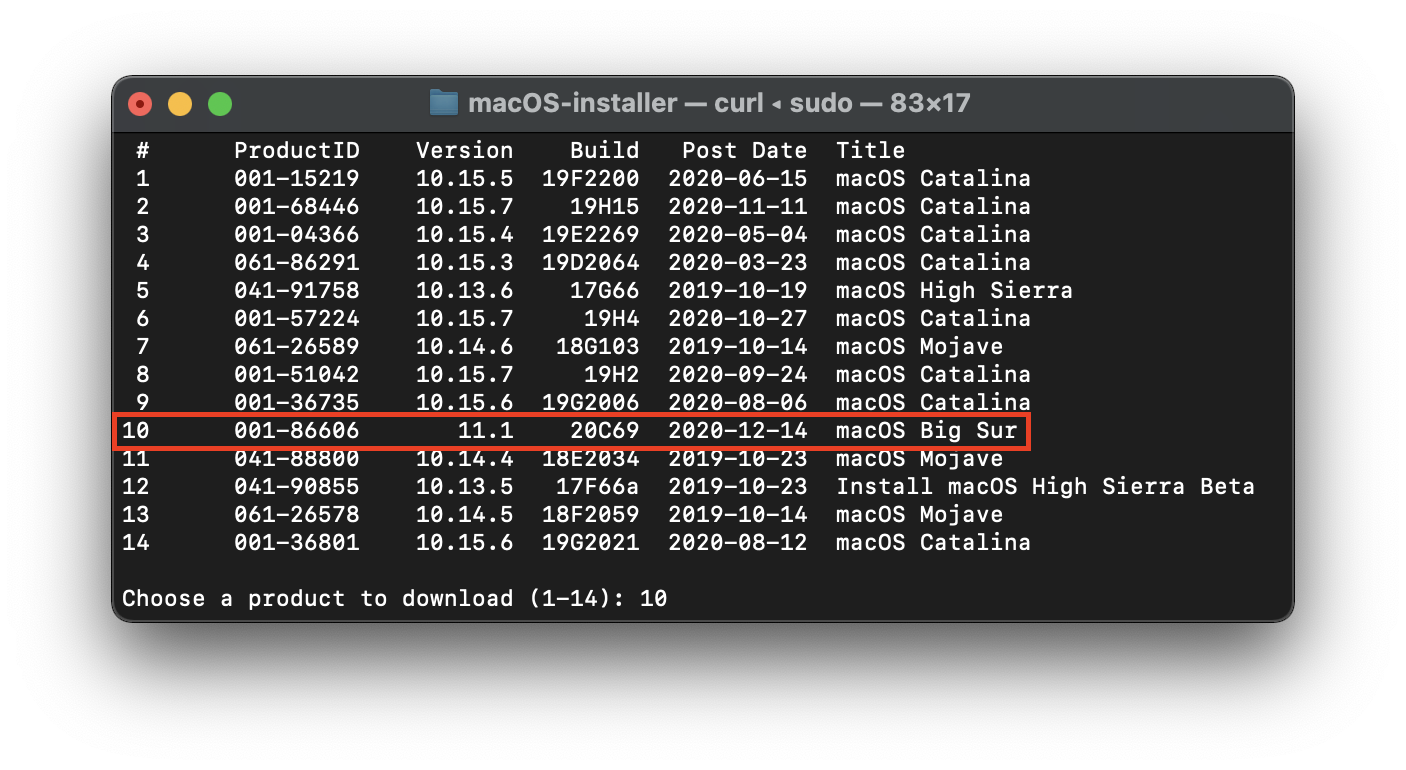 macOS-installer — curl ◂ sudo — 83×17
# ProductID Version Build Post Date Title
1 001-15219 10.15.5 19F2200 2020-06-15 macOS Catalina
2 001-68446 10.15.7 19H15 2020-11-11 macOS Catalina
3 001-04366 10.15.4 19E2269 2020-05-04 macOS Catalina
4 061-86291 10.15.3 19D2064 2020-03-23 macOS Catalina
5 041-91758 10.13.6 17G66 2019-10-19 macOS High Sierra
6 001-57224 10.15.7 19H4 2020-10-27 macOS Catalina
7 061-26589 10.14.6 18G103 2019-10-14 macOS Mojave
8 001-51042 10.15.7 19H2 2020-09-24 macOS Catalina
9 001-36735 10.15.6 19G2006 2020-08-06 macOS Catalina
10 001-86606 11.1 20C69 2020-12-14 macOS Big Sur
11 041-88800 10.14.4 18E2034 2019-10-23 macOS Mojave
12 041-90855 10.13.5 17F66a 2019-10-23 Install macOS High Sierra Beta
13 061-26578 10.14.5 18F2059 2019-10-14 macOS Mojave
14 001-36801 10.15.6 19G2021 2020-08-12 macOS Catalina
Choose a product to download (1-14): 10